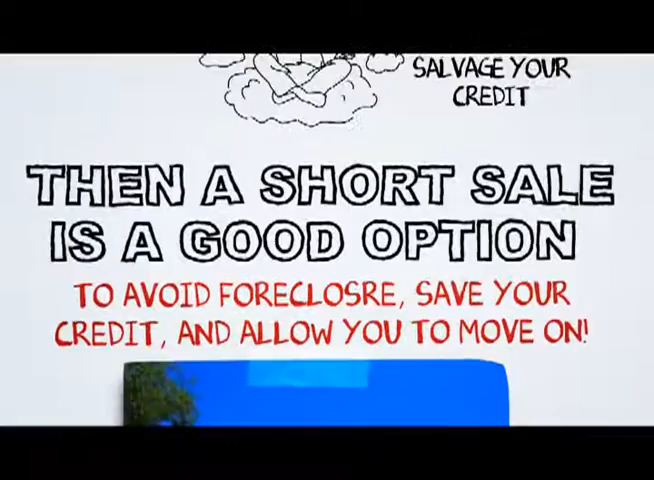 SALVAGE YOUR
CREDIT
THEN A SHORT SALE
IS A GOOD OPTION
TO AVOID FORECLOSRE, SAVE YOUR
CREDIT, AND ALLOW YOU TO MOVE ON!